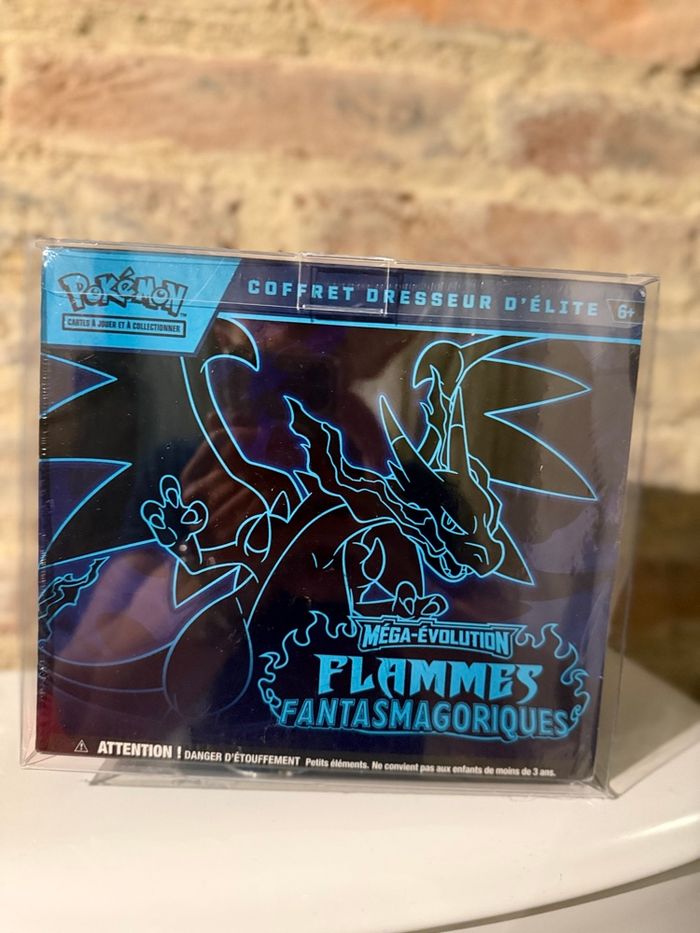 POKéMON
CARTES À JOUER ET À COLLECTIONNER
COFFRET DRESSEUR D'ÉLITE
6+
MÉGA-ÉVOLUTION
FLAMMES
FANTASMAGORIQUES
ATTENTION ! DANGER D'ÉTOUFFEMENT Petits éléments. Ne convient pas aux enfants de moins de 3 ans.